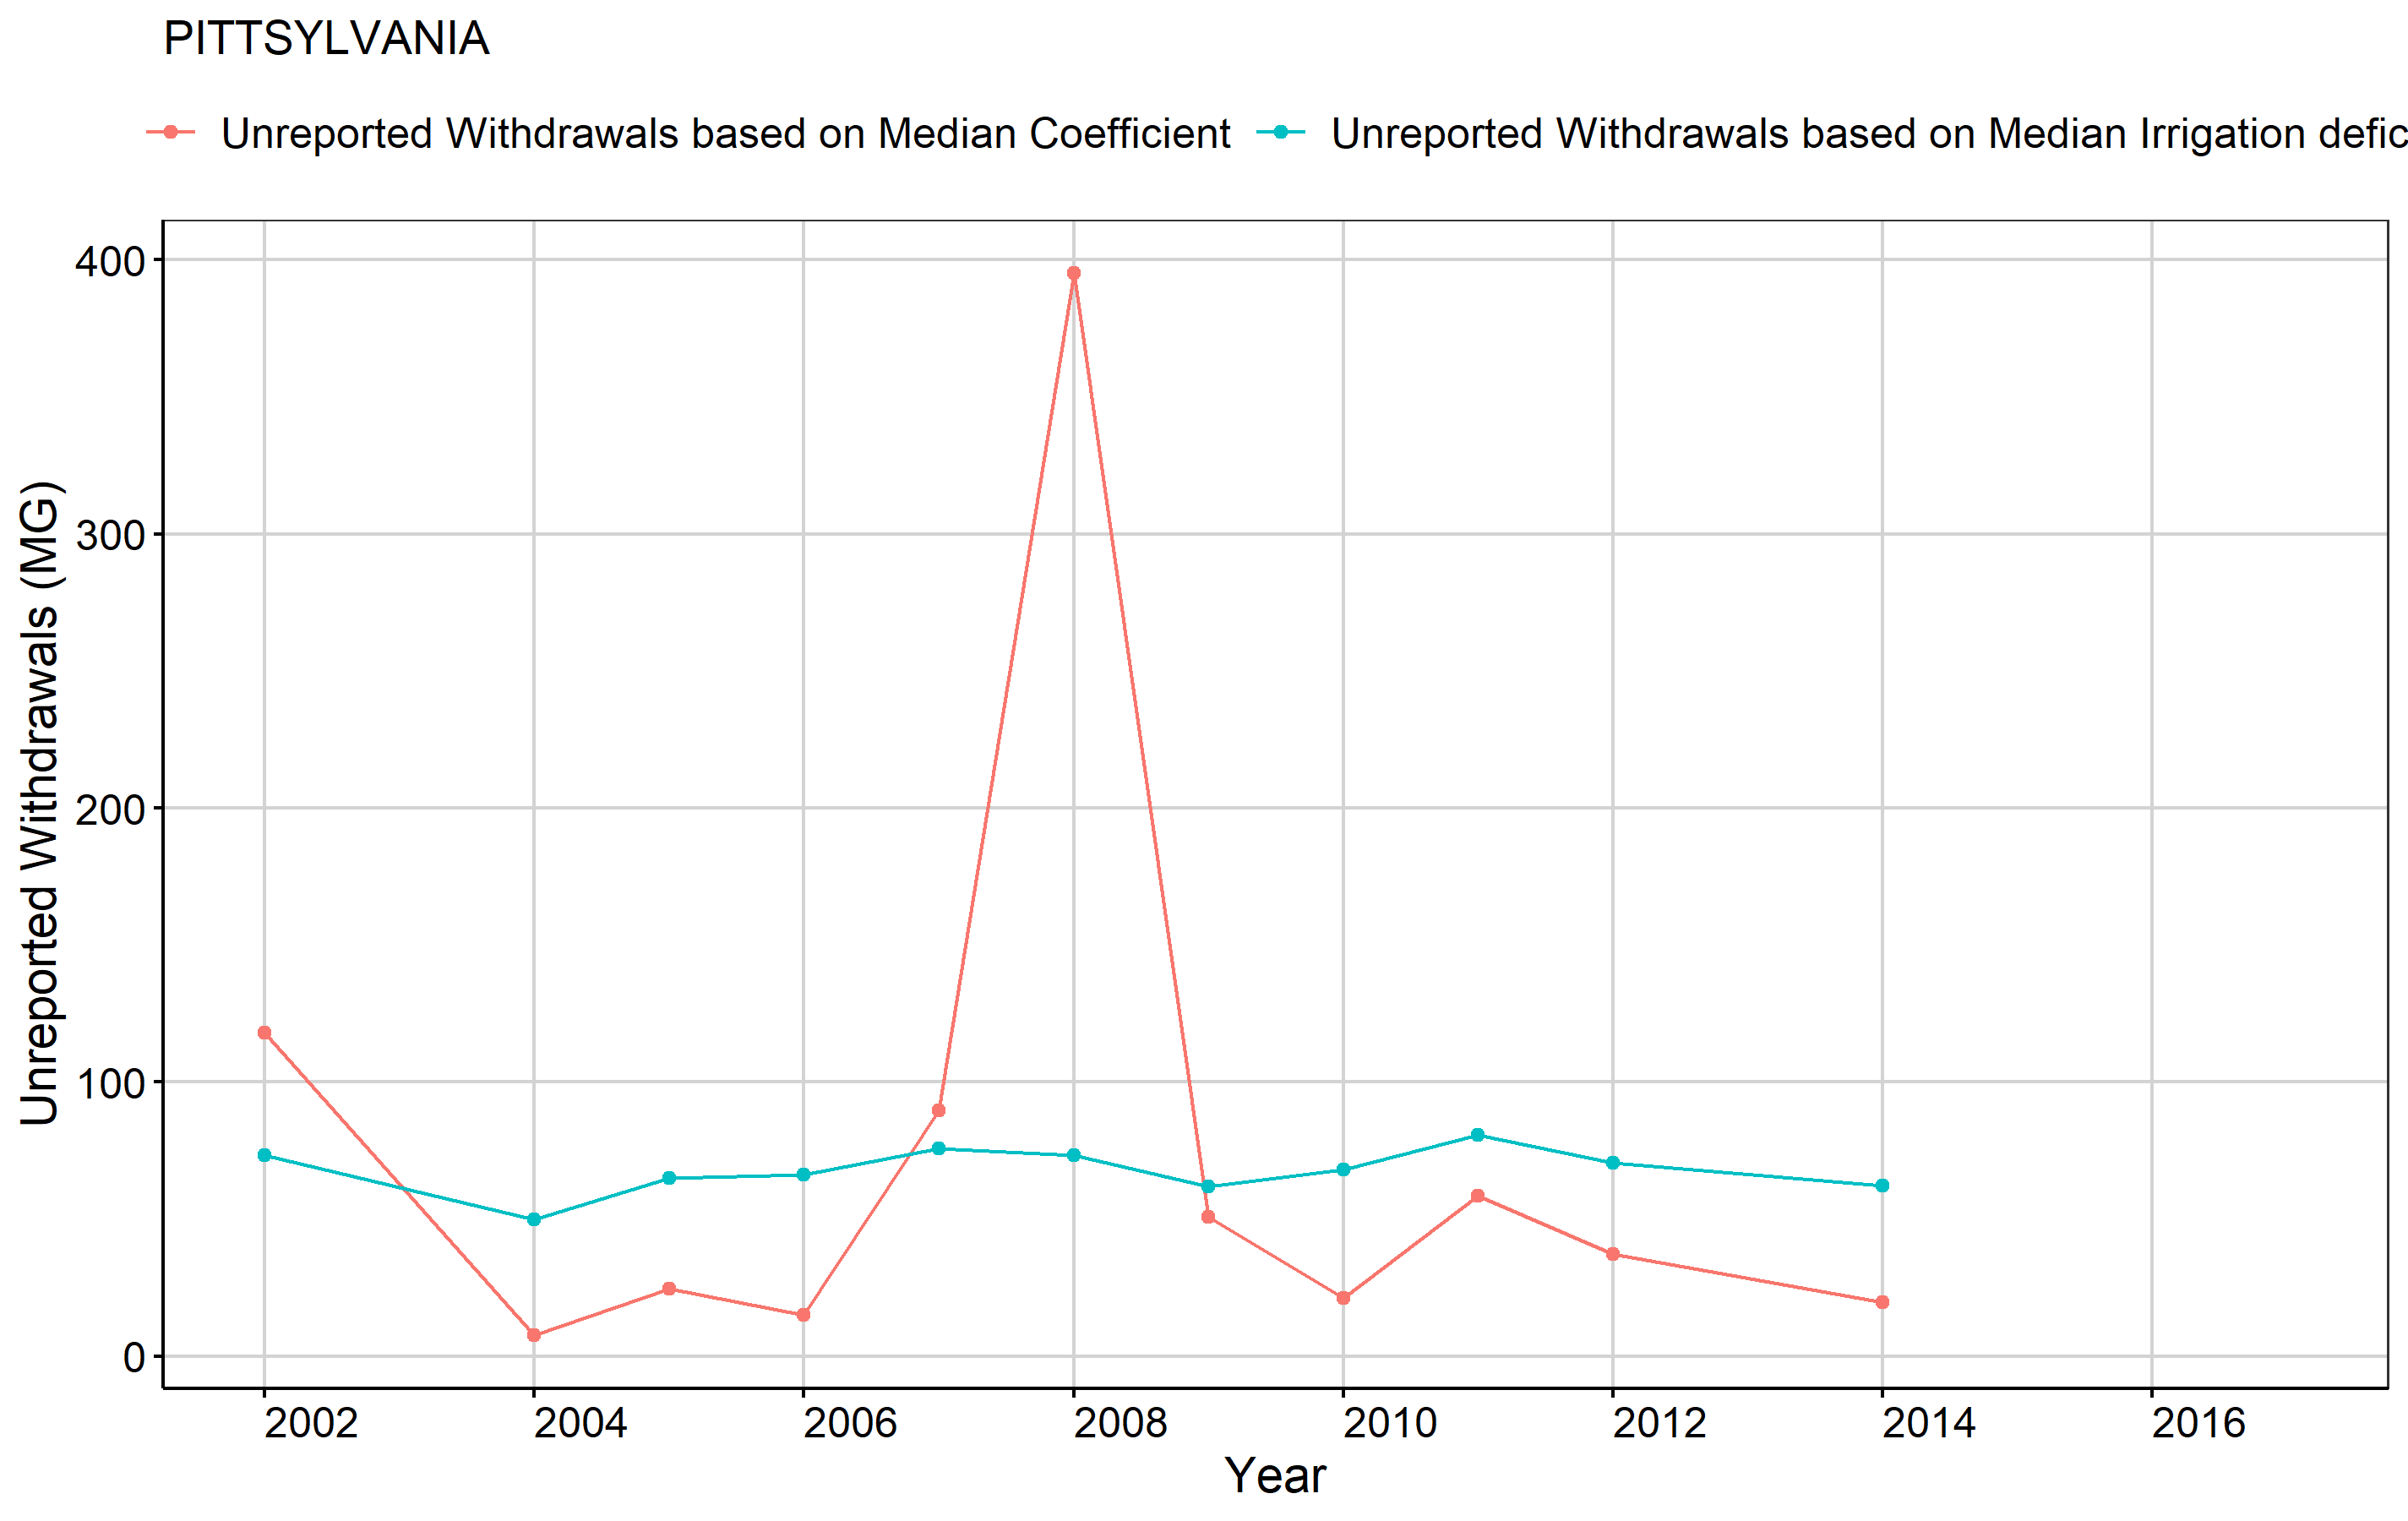 PITTSYLVANIA
Unreported Withdrawals based on Median Coefficient Unreported Withdrawals based on Median Irrigation
Unreported Withdrawals (MG)
400
300
200
100
0
2002 2004 2006 2008 2010 2012 2014 2016
Year